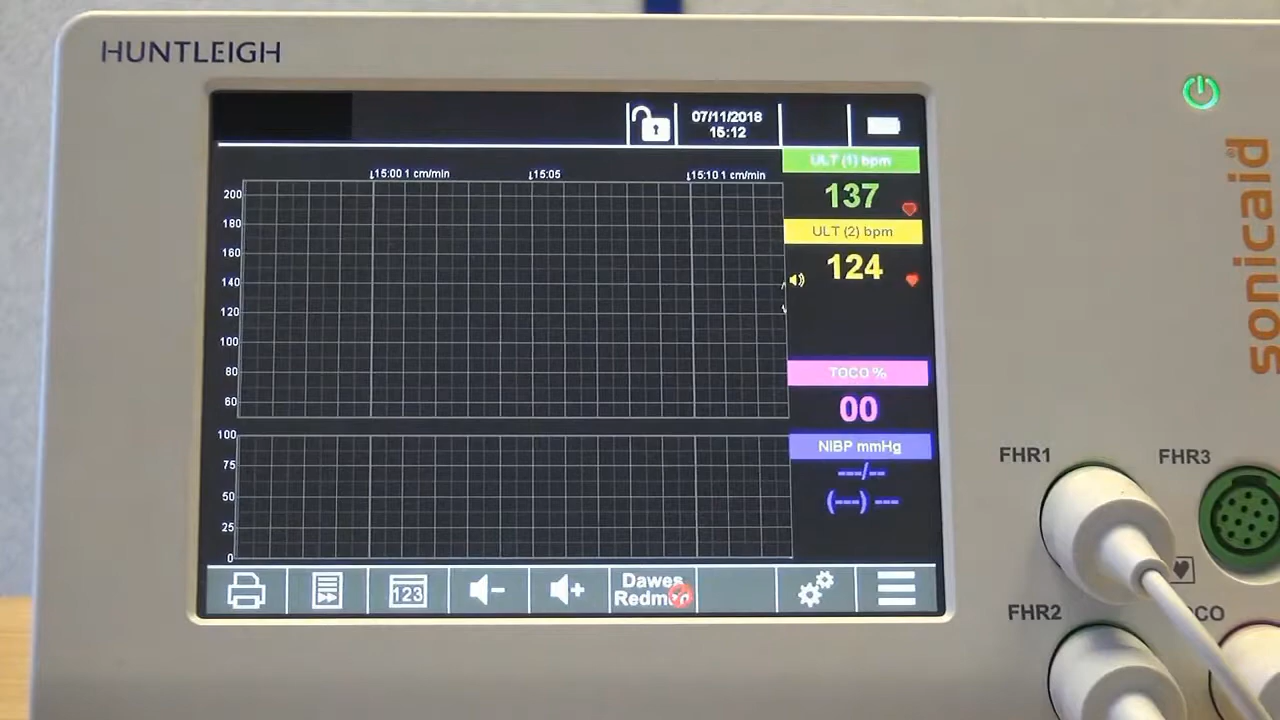 HUNTLEIGH
07/11/2018
15:12
ULT (1) bpm
137
ULT (2) bpm
124
TOCO %
00
NIBP mmHg
---/--
(---) ---
↓15:00 1 cm/min ↓15:05 ↓15:10 1 cm/min
200
180
160
140
120
100
80
60
100
75
50
25
0
123
Dawes
sonicaid®
FHR1
FHR3
FHR2